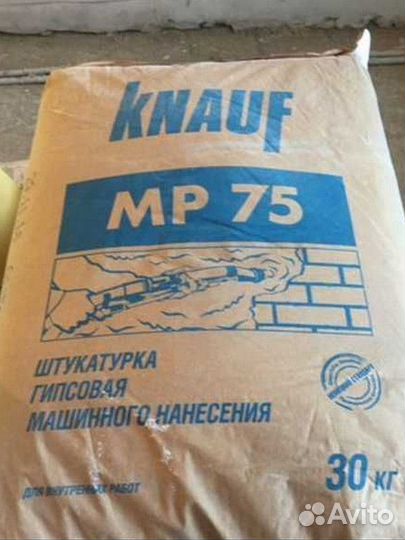 KNAUF
MP 75
ШТУКАТУРКА
ГИПСОВАЯ
МАШИННОГО НАНЕСЕНИЯ
30 кг
ДЛЯ ВНУТРЕННИХ РАБОТ
Avito